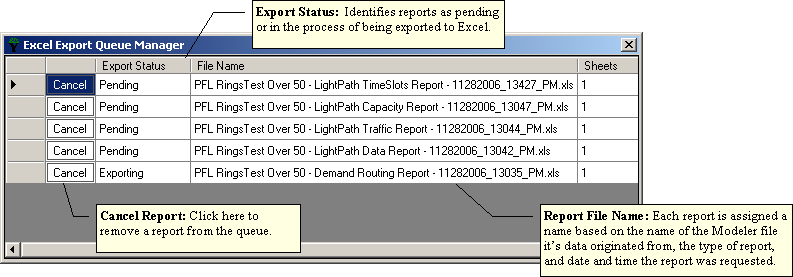 Export Status: Identifies reports as pending
or in the process of being exported to Excel.
Excel Export Queue Manager
Export Status File Name Sheets
Cancel Pending PFL RingsTest Over 50 - LightPath TimeSlots Report - 11282006_13427_PM.xls 1
Cancel Pending PFL RingsTest Over 50 - LightPath Capacity Report - 11282006_13047_PM.xls 1
Cancel Pending PFL RingsTest Over 50 - LightPath Traffic Report - 11282006_13044_PM.xls 1
Cancel Pending PFL RingsTest Over 50 - LightPath Data Report - 11282006_13042_PM.xls 1
Cancel Exporting PFL RingsTest Over 50 - Demand Routing Report - 11282006_13035_PM.xls 1
Cancel Report: Click here to
remove a report from the queue.
Report File Name: Each report is assigned a
name based on the name of the Modeler file
it's data originated from, the type of report,
and date and time the report was requested.